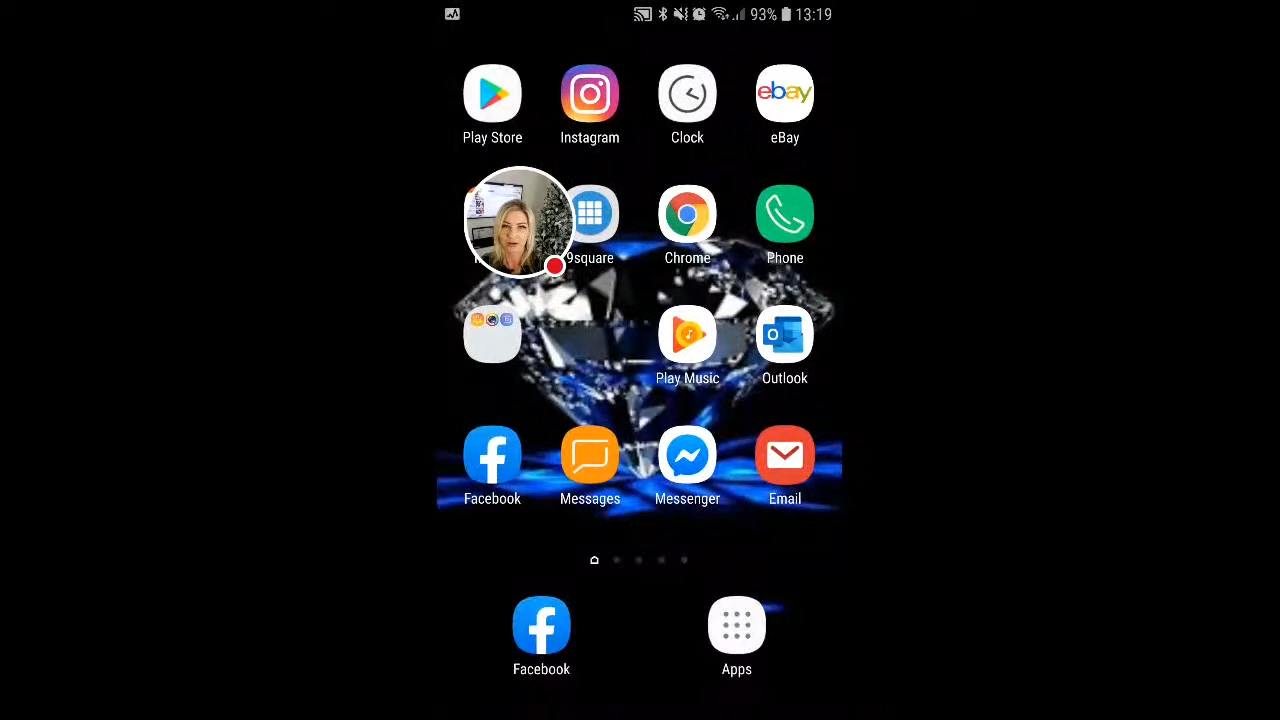 93% 13:19
ebay
Play Store Instagram Clock eBay
9square Chrome Phone
Play Music Outlook
O
Facebook Messages Messenger Email
Facebook Apps